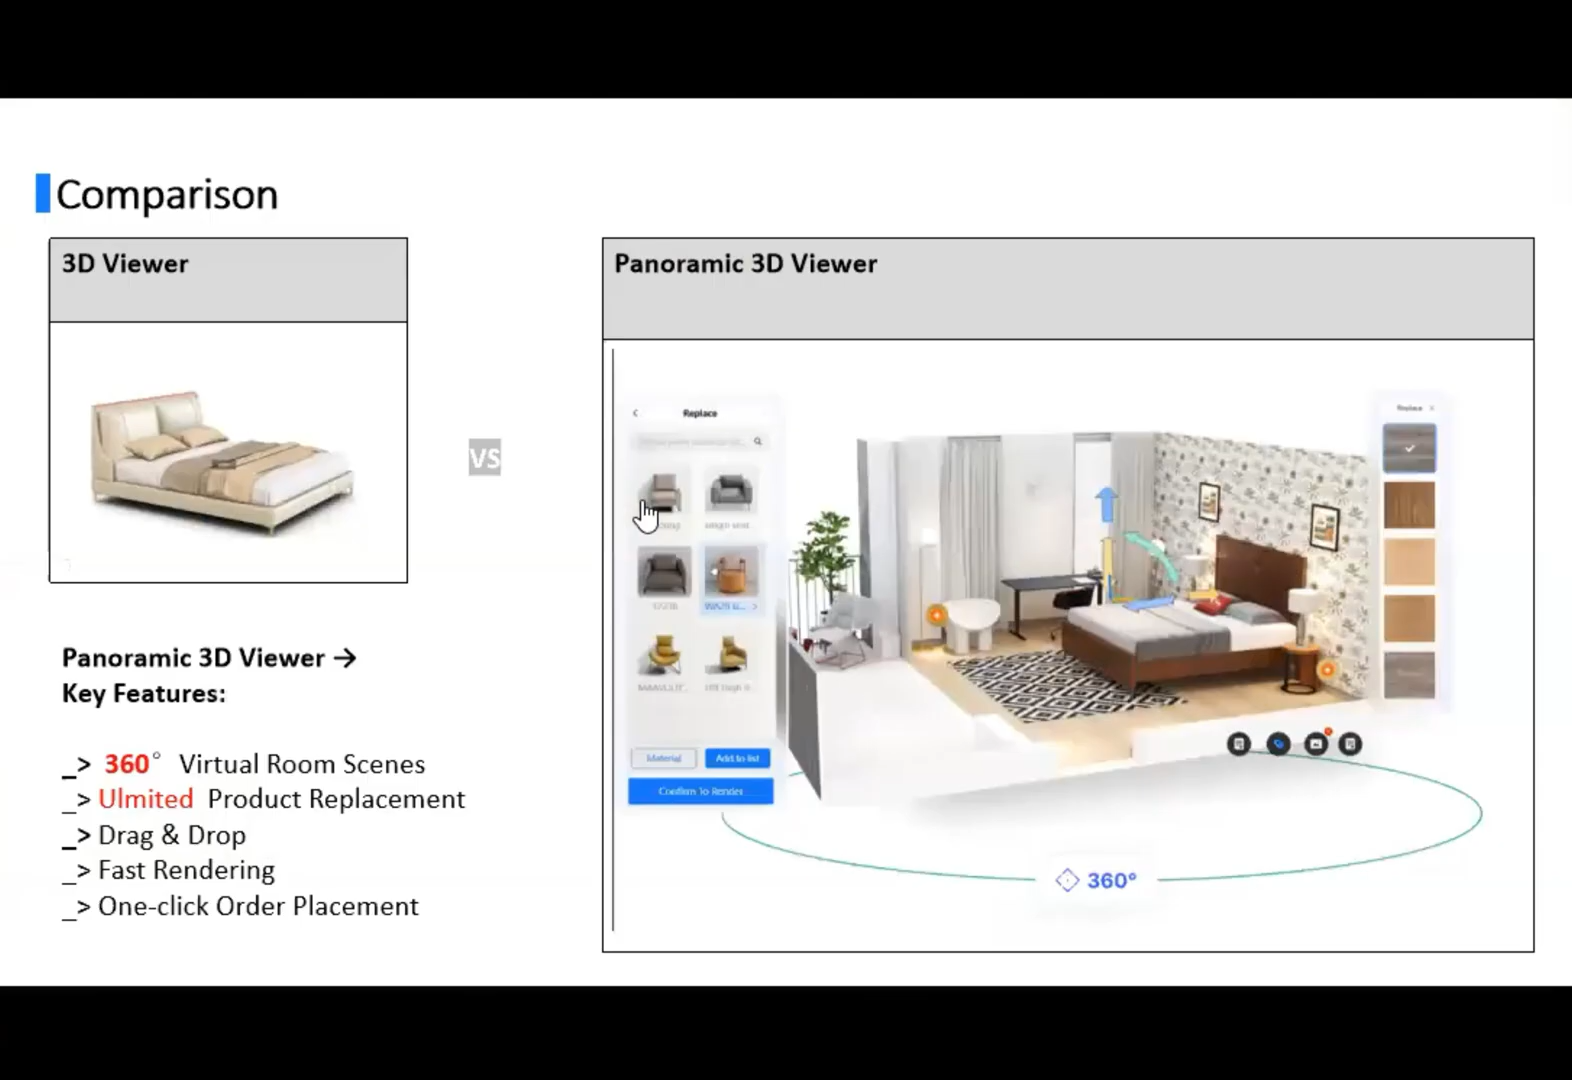 Comparison
3D Viewer
Panoramic 3D Viewer
VS
Panoramic 3D Viewer →
Key Features:
_> 360° Virtual Room Scenes
_> Ulmited Product Replacement
_> Drag & Drop
_> Fast Rendering
_> One-click Order Placement
Replace
Material
Add to list
Confirm To Render
Replace
360°